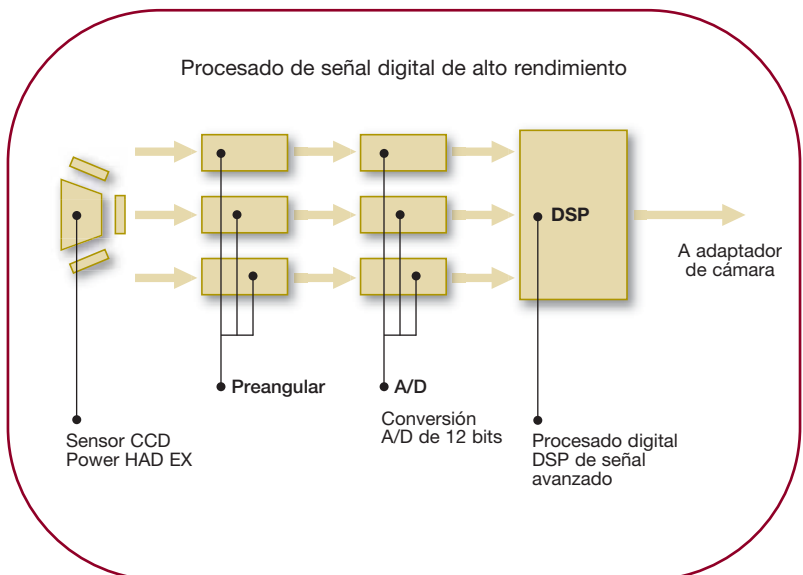 Procesado de señal digital de alto rendimiento
DSP
A adaptador
de cámara
Preangular
A/D
Conversión
A/D de 12 bits
Sensor CCD
Power HAD EX
Procesado digital
DSP de señal
avanzado